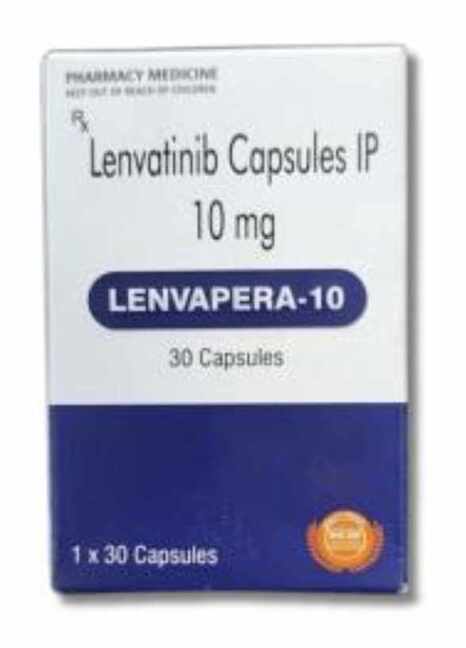 PHARMACY MEDICINE
KEEP OUT OF REACH OF CHILDREN
Rx
Lenvatinib Capsules IP
10 mg
LENVAPERA-10
30 Capsules
1 x 30 Capsules